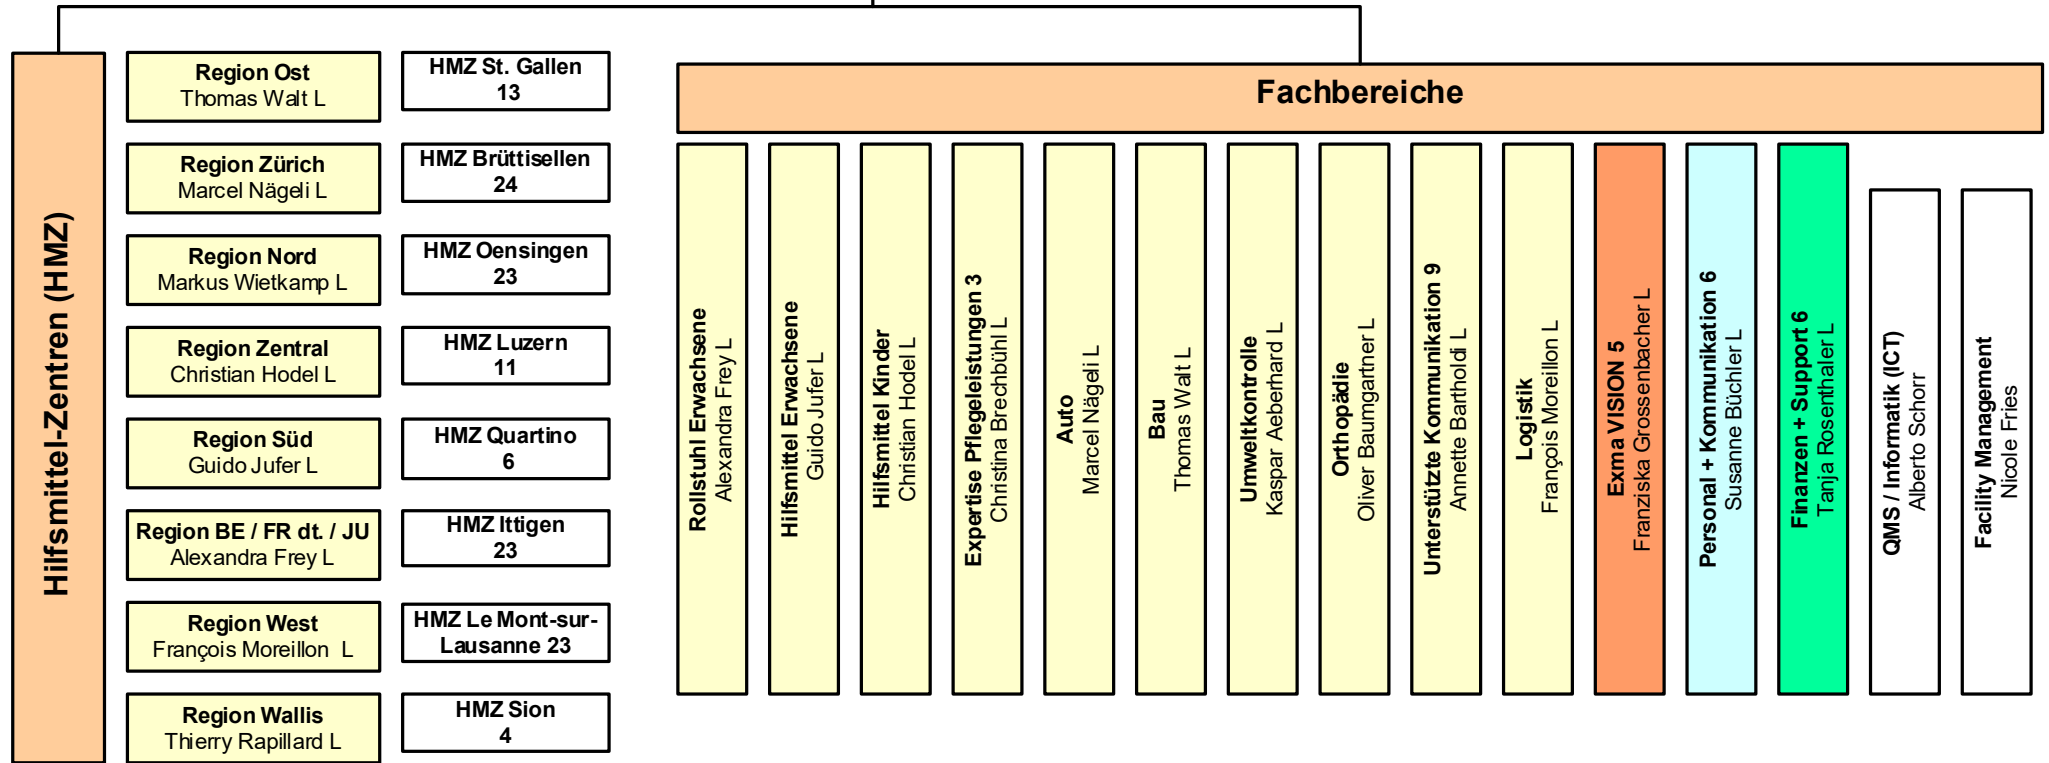 Hilfsmittel-Zentren (HMZ)
Region Ost
Thomas Walt L
HMZ St. Gallen
13
Region Zürich
Marcel Nägeli L
HMZ Brüttisellen
24
Region Nord
Markus Wietkamp L
HMZ Oensingen
23
Region Zentral
Christian Hodel L
HMZ Luzern
11
Region Süd
Guido Jufer L
HMZ Quartino
6
Region BE / FR dt. / JU
Alexandra Frey L
HMZ Ittigen
23
Region West
François Moreillon L
HMZ Le Mont-sur-
Lausanne 23
Region Wallis
Thierry Rapillard L
HMZ Sion
4
Fachbereiche
Rollstuhl Erwachsene
Alexandra Frey L
Hilfsmittel Erwachsene
Guido Jufer L
Hilfsmittel Kinder
Christian Hodel L
Expertise Pflegeleistungen 3
Christina Brechbühl L
Auto
Marcel Nägeli L
Bau
Thomas Walt L
Umweltkontrolle
Kaspar Aeberhard L
Orthopädie
Oliver Baumgartner L
Unterstützte Kommunikation 9
Annette Bartholdi L
Logistik
François Moreillon L
Exma VISION 5
Franziska Grossenbacher L
Personal + Kommunikation 6
Susanne Büchler L
Finanzen + Support 6
Tanja Rosenthaler L
QMS / Informatik (ICT)
Alberto Schorr
Facility Management
Nicole Fries